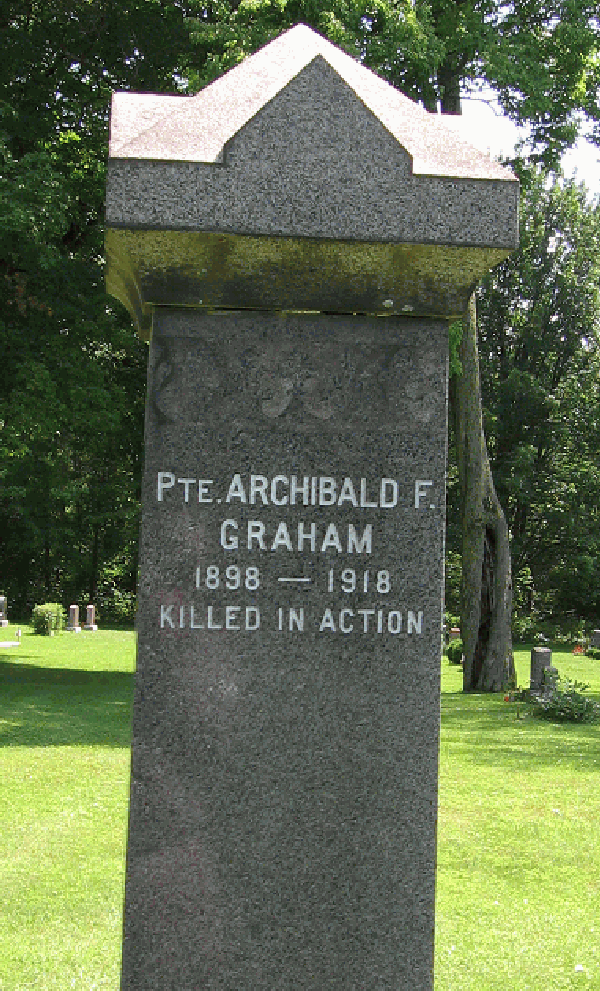 PTE. ARCHIBALD F.
GRAHAM
1898 — 1918
KILLED IN ACTION